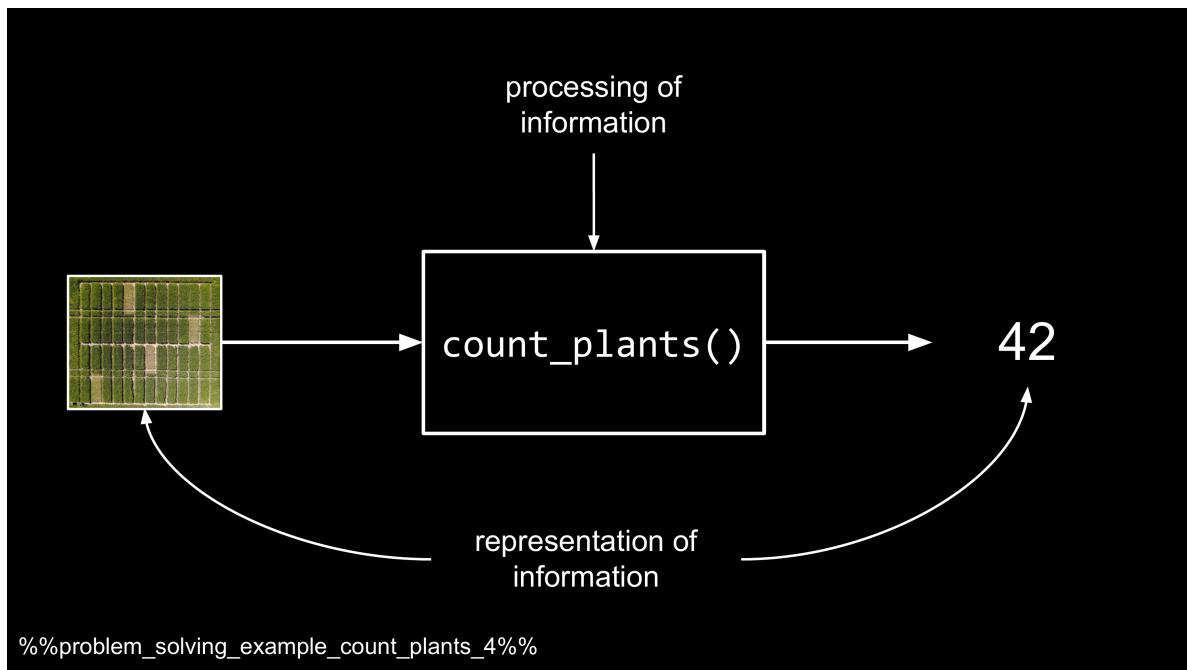 processing of
information
count_plants()
42
representation of
information
%%problem_solving_example_count_plants_4%%